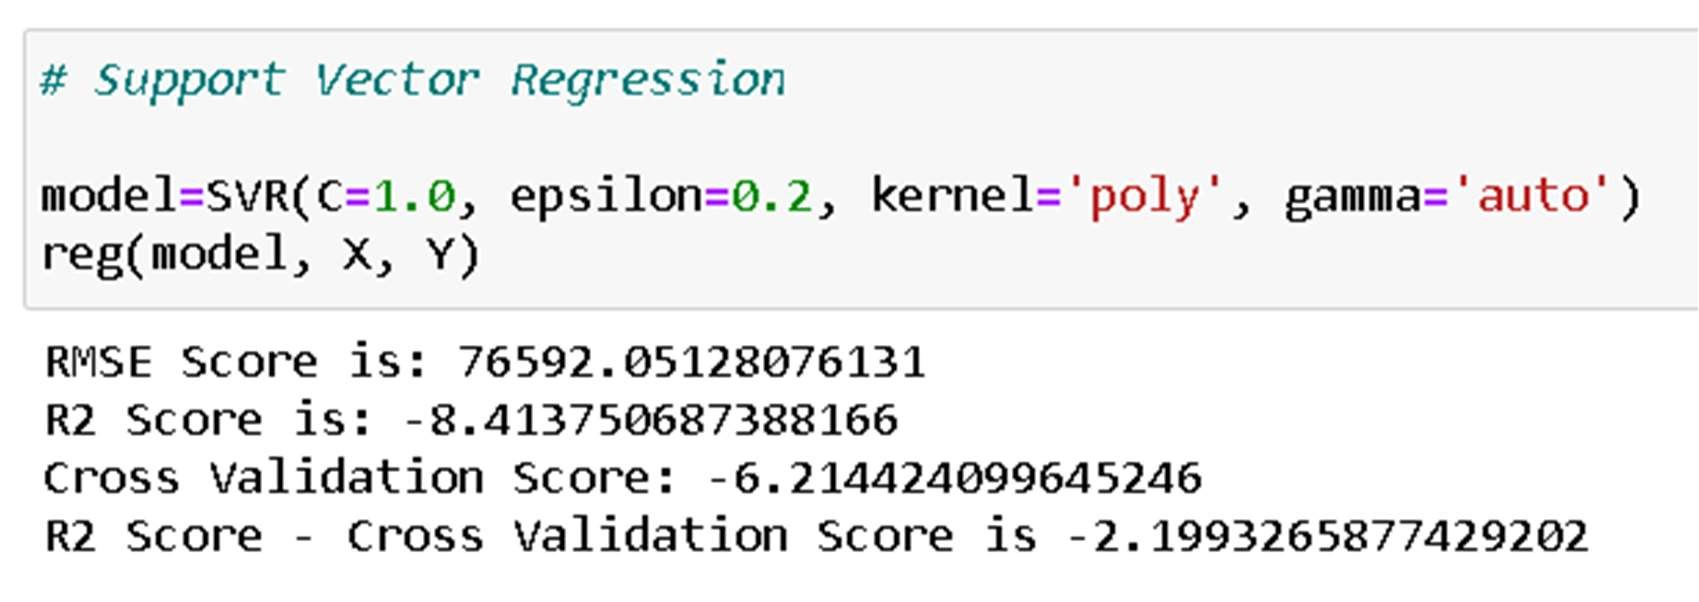 # Support Vector Regression
model=SVR(C=1.0, epsilon=0.2, kernel='poly', gamma='auto')
reg(model, X, Y)
RMSE Score is: 76592.05128076131
R2 Score is: -8.413750687388166
Cross Validation Score: -6.214424099645246
R2 Score - Cross Validation Score is -2.1993265877429202